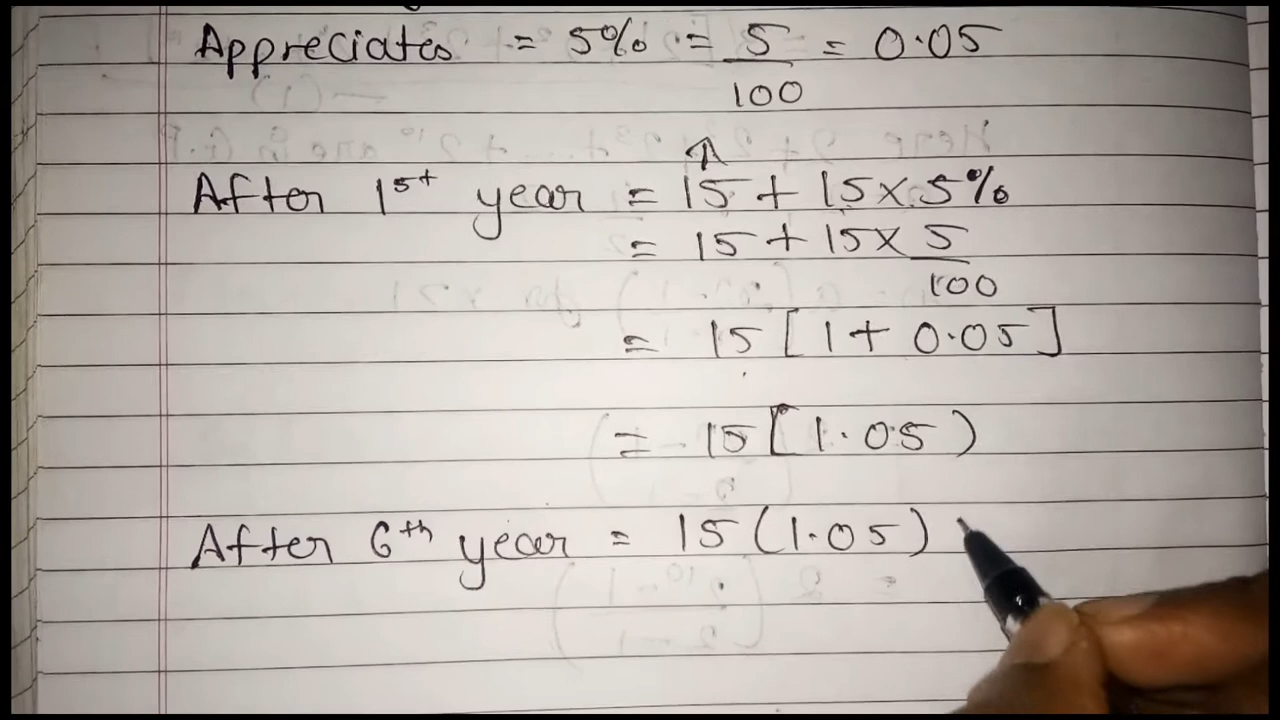 Appreciates = 5% = 5/100 = 0.05
After 1st year = 15 + 15 × 5%
= 15 + 15 × 5/100
= 15 [ 1 + 0.05 ]
= 15 [ 1.05 )
After 6th year = 15 (1.05)